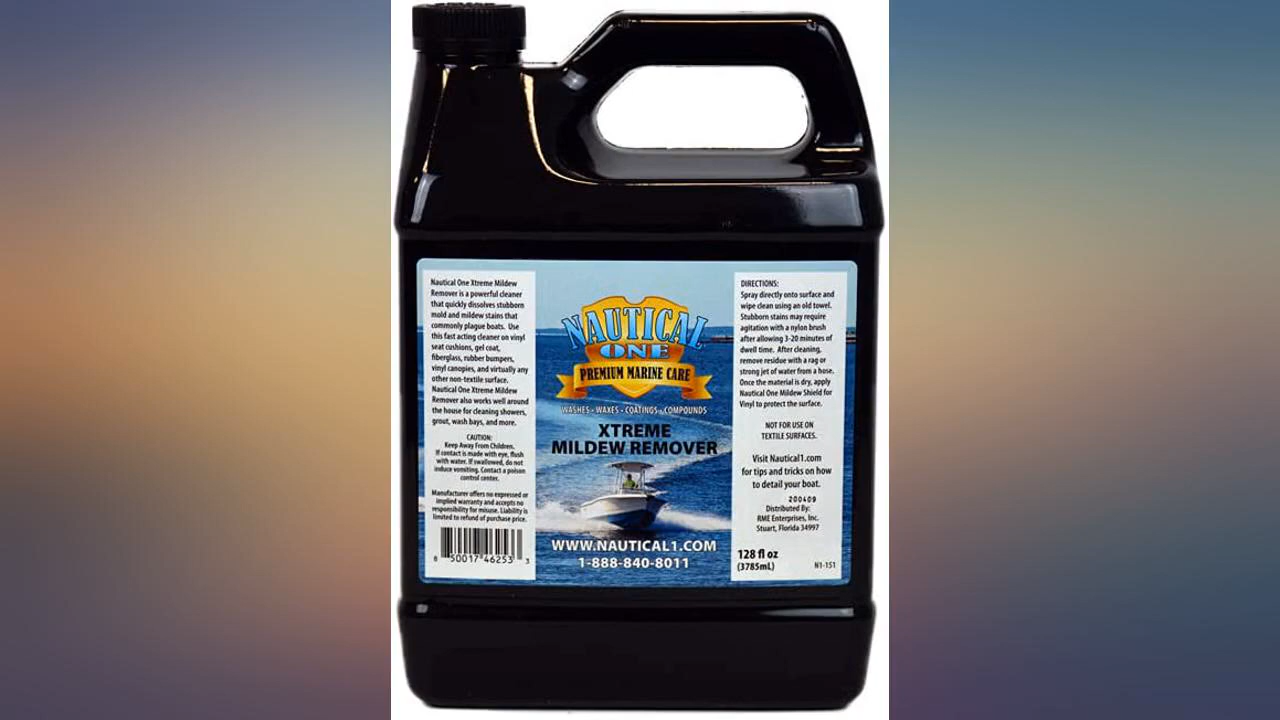 Nautical One Xtreme Mildew
Remover is a powerful cleaner
that quickly dissolves stubborn
mold and mildew stains that
commonly plague boats. Use
this fast acting cleaner on vinyl
seat cushions, gel coat,
fiberglass, rubber bumpers,
vinyl canopies, and virtually any
other non-textile surface.
Nautical One Xtreme Mildew
Remover also works well around
the house for cleaning showers,
grout, wash bays, and more.
CAUTION:
Keep Away From Children.
If contact is made with eye, flush
with water. If swallowed, do not
induce vomiting. Contact a poison
control center.
Manufacturer offers no expressed or
implied warranty and accepts no
responsibility for misuse. Liability is
limited to refund of purchase price.
8 50017 46253 3
NAUTICAL
ONE
PREMIUM MARINE CARE
WASHES - WAXES - COATINGS - COMPOUNDS
XTREME
MILDEW REMOVER
WWW.NAUTICAL1.COM
1-888-840-8011
DIRECTIONS:
Spray directly onto surface and
wipe clean using an old towel.
Stubborn stains may require
agitation with a nylon brush
after allowing 3-20 minutes of
dwell time. After cleaning,
remove residue with a rag or
strong jet of water from a hose.
Once the material is dry, apply
Nautical One Mildew Shield for
Vinyl to protect the surface.
NOT FOR USE ON
TEXTILE SURFACES.
Visit Nautical1.com
for tips and tricks on how
to detail your boat.
200409
Distributed By:
RME Enterprises, Inc.
Stuart, Florida 34997
128 fl oz
(3785mL)
N1-151